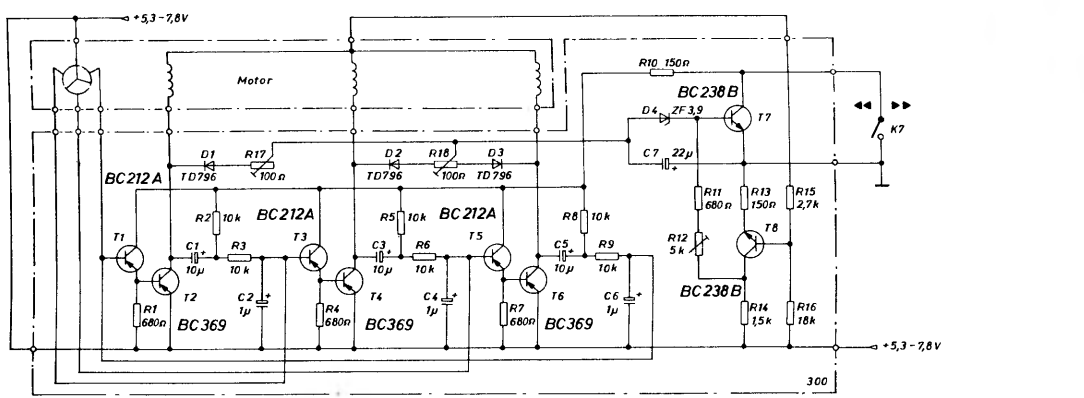 +5,3-7,8V
Motor
R10 150Ω
BC238B
D4 ZF3,9
T7
K7
C7 22µ
+
D1
TD796
R17
100Ω
D2
TD796
R18
100Ω
D3
TD796
BC212A
R2 10k
BC212A
R5 10k
BC212A
R8 10k
R11
680Ω
R13
150Ω
R15
2,7k
T1
C1 +
10µ
R3
10k
T3
C3 +
10µ
R6
10k
T5
C5 +
10µ
R9
10k
R12
5k
T8
T2
C2 +
1µ
T4
C4 +
1µ
T6
C6 +
1µ
BC238B
R1
680Ω
BC369
R4
680Ω
BC369
R7
680Ω
BC369
R14
1,5k
R16
18k
+5,3-7,8V
300